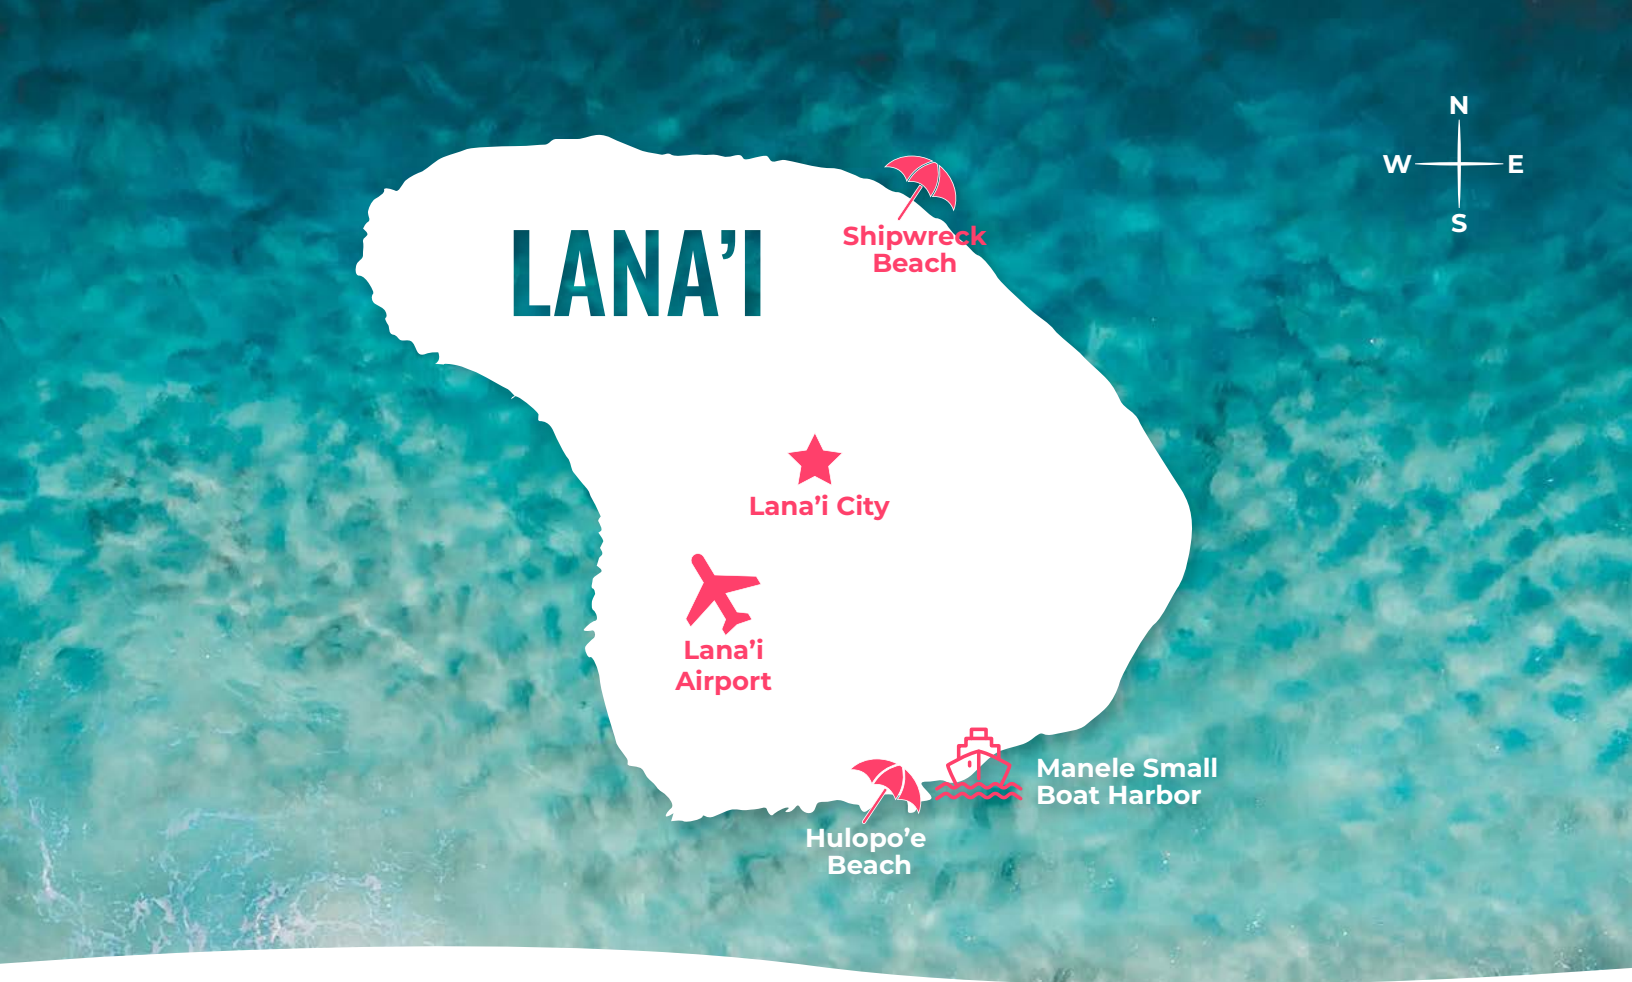 N
W E
S
LANA’I
Shipwreck
Beach
Lana’i City
Lana’i
Airport
Manele Small
Boat Harbor
Hulopo’e
Beach